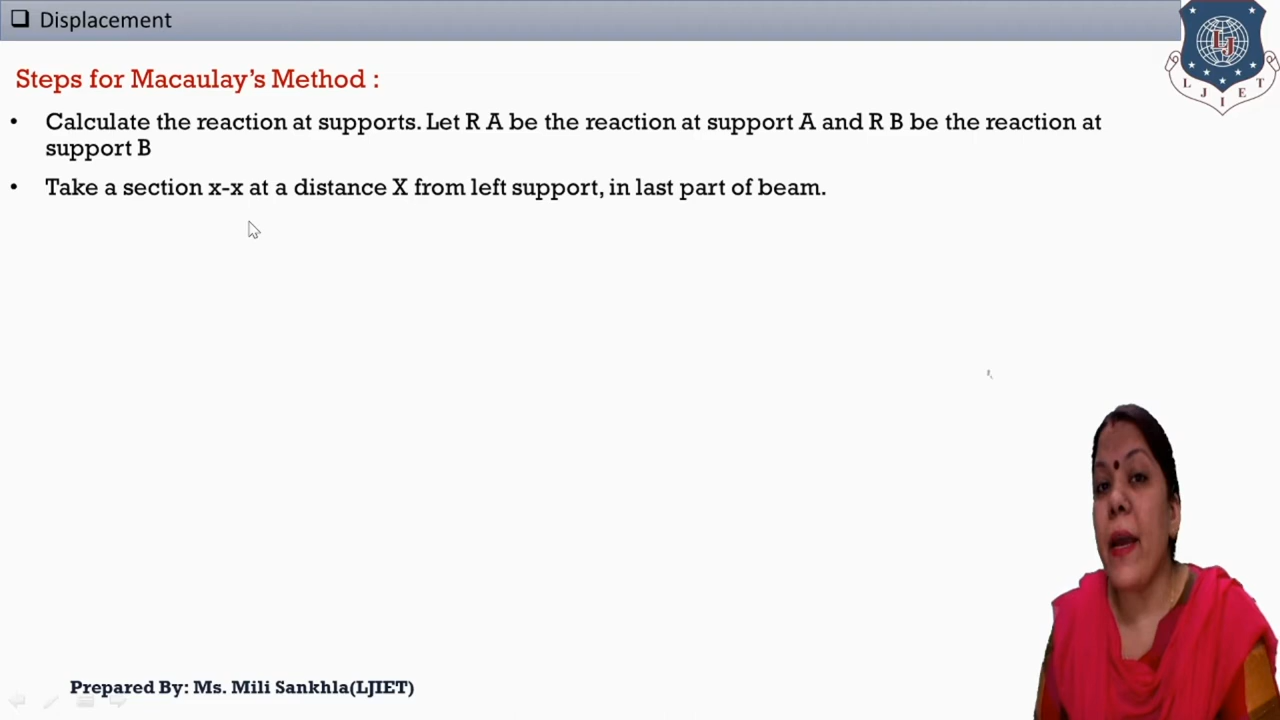 ❑ Displacement
Steps for Macaulay's Method :
• Calculate the reaction at supports. Let R A be the reaction at support A and R B be the reaction at
support B
• Take a section x-x at a distance X from left support, in last part of beam.
Prepared By: Ms. Mili Sankhla(LJIET)
LJ
L J I E T